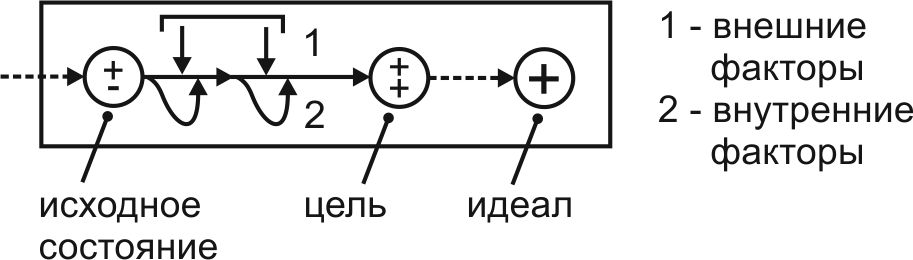 1 - внешние
факторы
2 - внутренние
факторы
1
2
+
-
+
+
+
исходное
состояние
цель
идеал